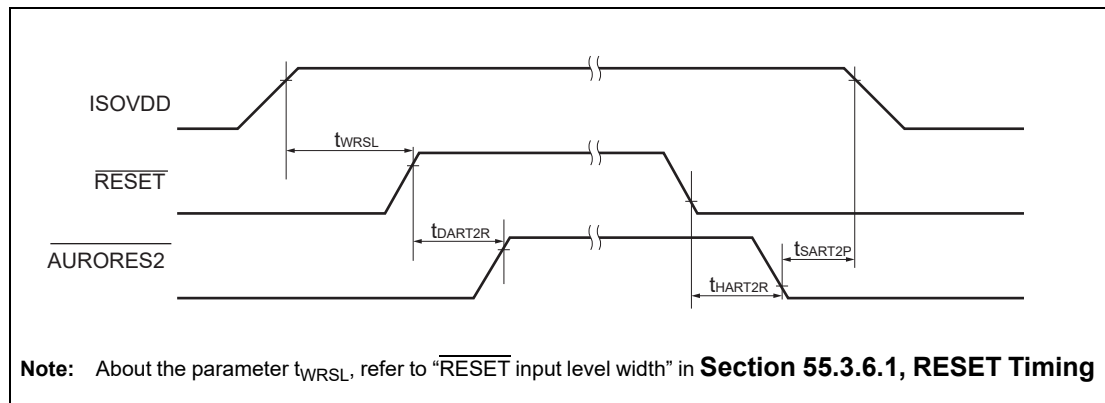 ISOVDD
tWRSL
RESET
tDART2R
AURORES2
tSART2P
tHART2R
Note: About the parameter tWRSL, refer to “RESET input level width” in Section 55.3.6.1, RESET Timing